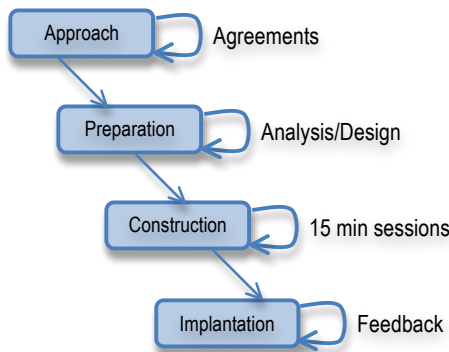 Approach
Agreements
Preparation
Analysis/Design
Construction
15 min sessions
Implantation
Feedback